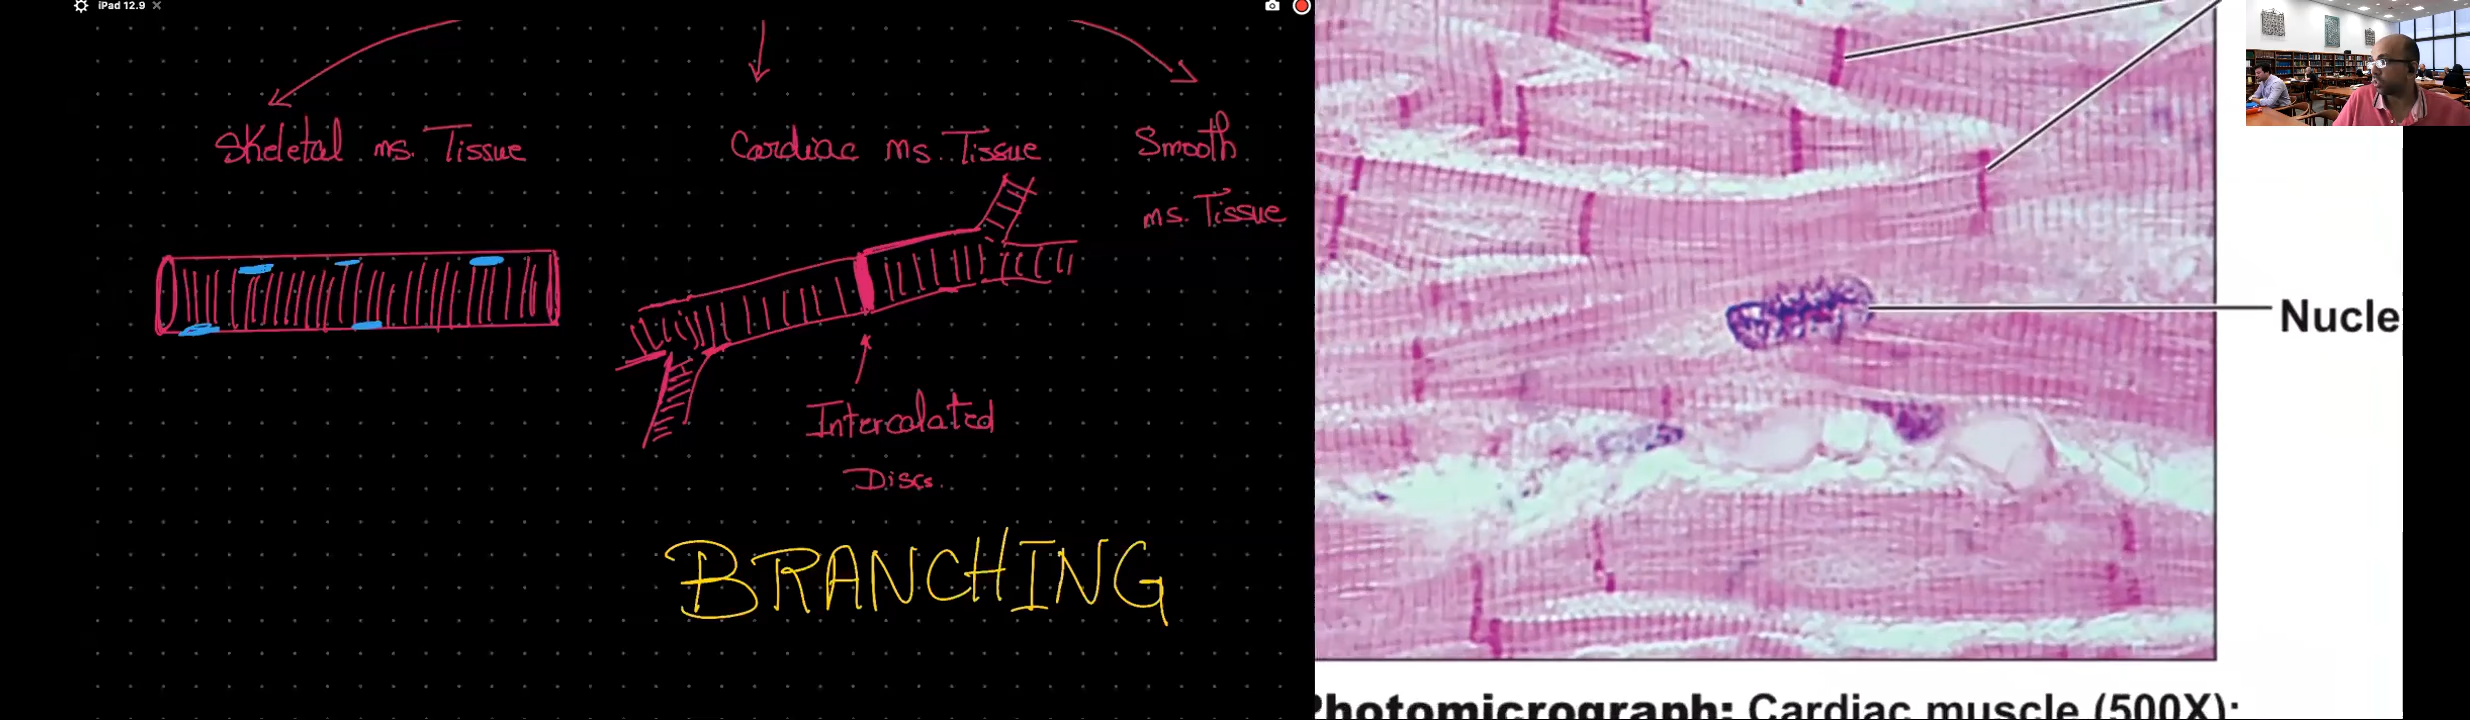 iPad 12.9
Skeletal ms. Tissue
Cardiac ms. Tissue
Smooth
ms. Tissue
Intercalated
Discs.
BRANCHING
Nucle
Photomicrograph: Cardiac muscle (500X):